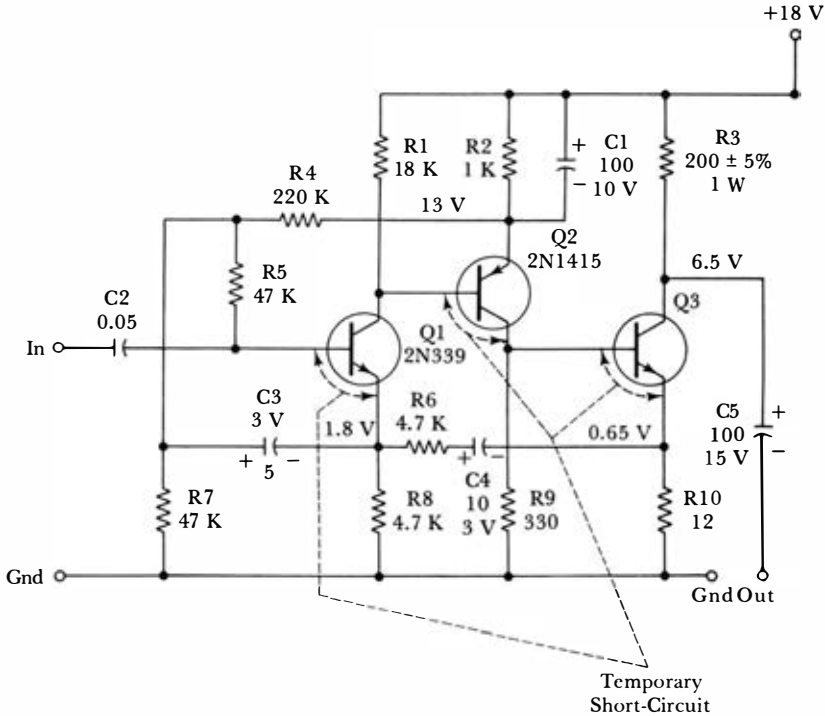 +18 V
R1
18 K
R2
1 K
+ C1
100
− 10 V
R3
200 ± 5%
1 W
R4
220 K
13 V
Q2
2N1415
R5
47 K
6.5 V
C2
0.05
Q3
In
Q1
2N339
C3
3 V
+ 5 −
1.8 V
R6
4.7 K
+ −
C4
10
3 V
0.65 V
C5
100
15 V
+
−
R7
47 K
R8
4.7 K
R9
330
R10
12
Gnd
Gnd Out
Temporary
Short-Circuit